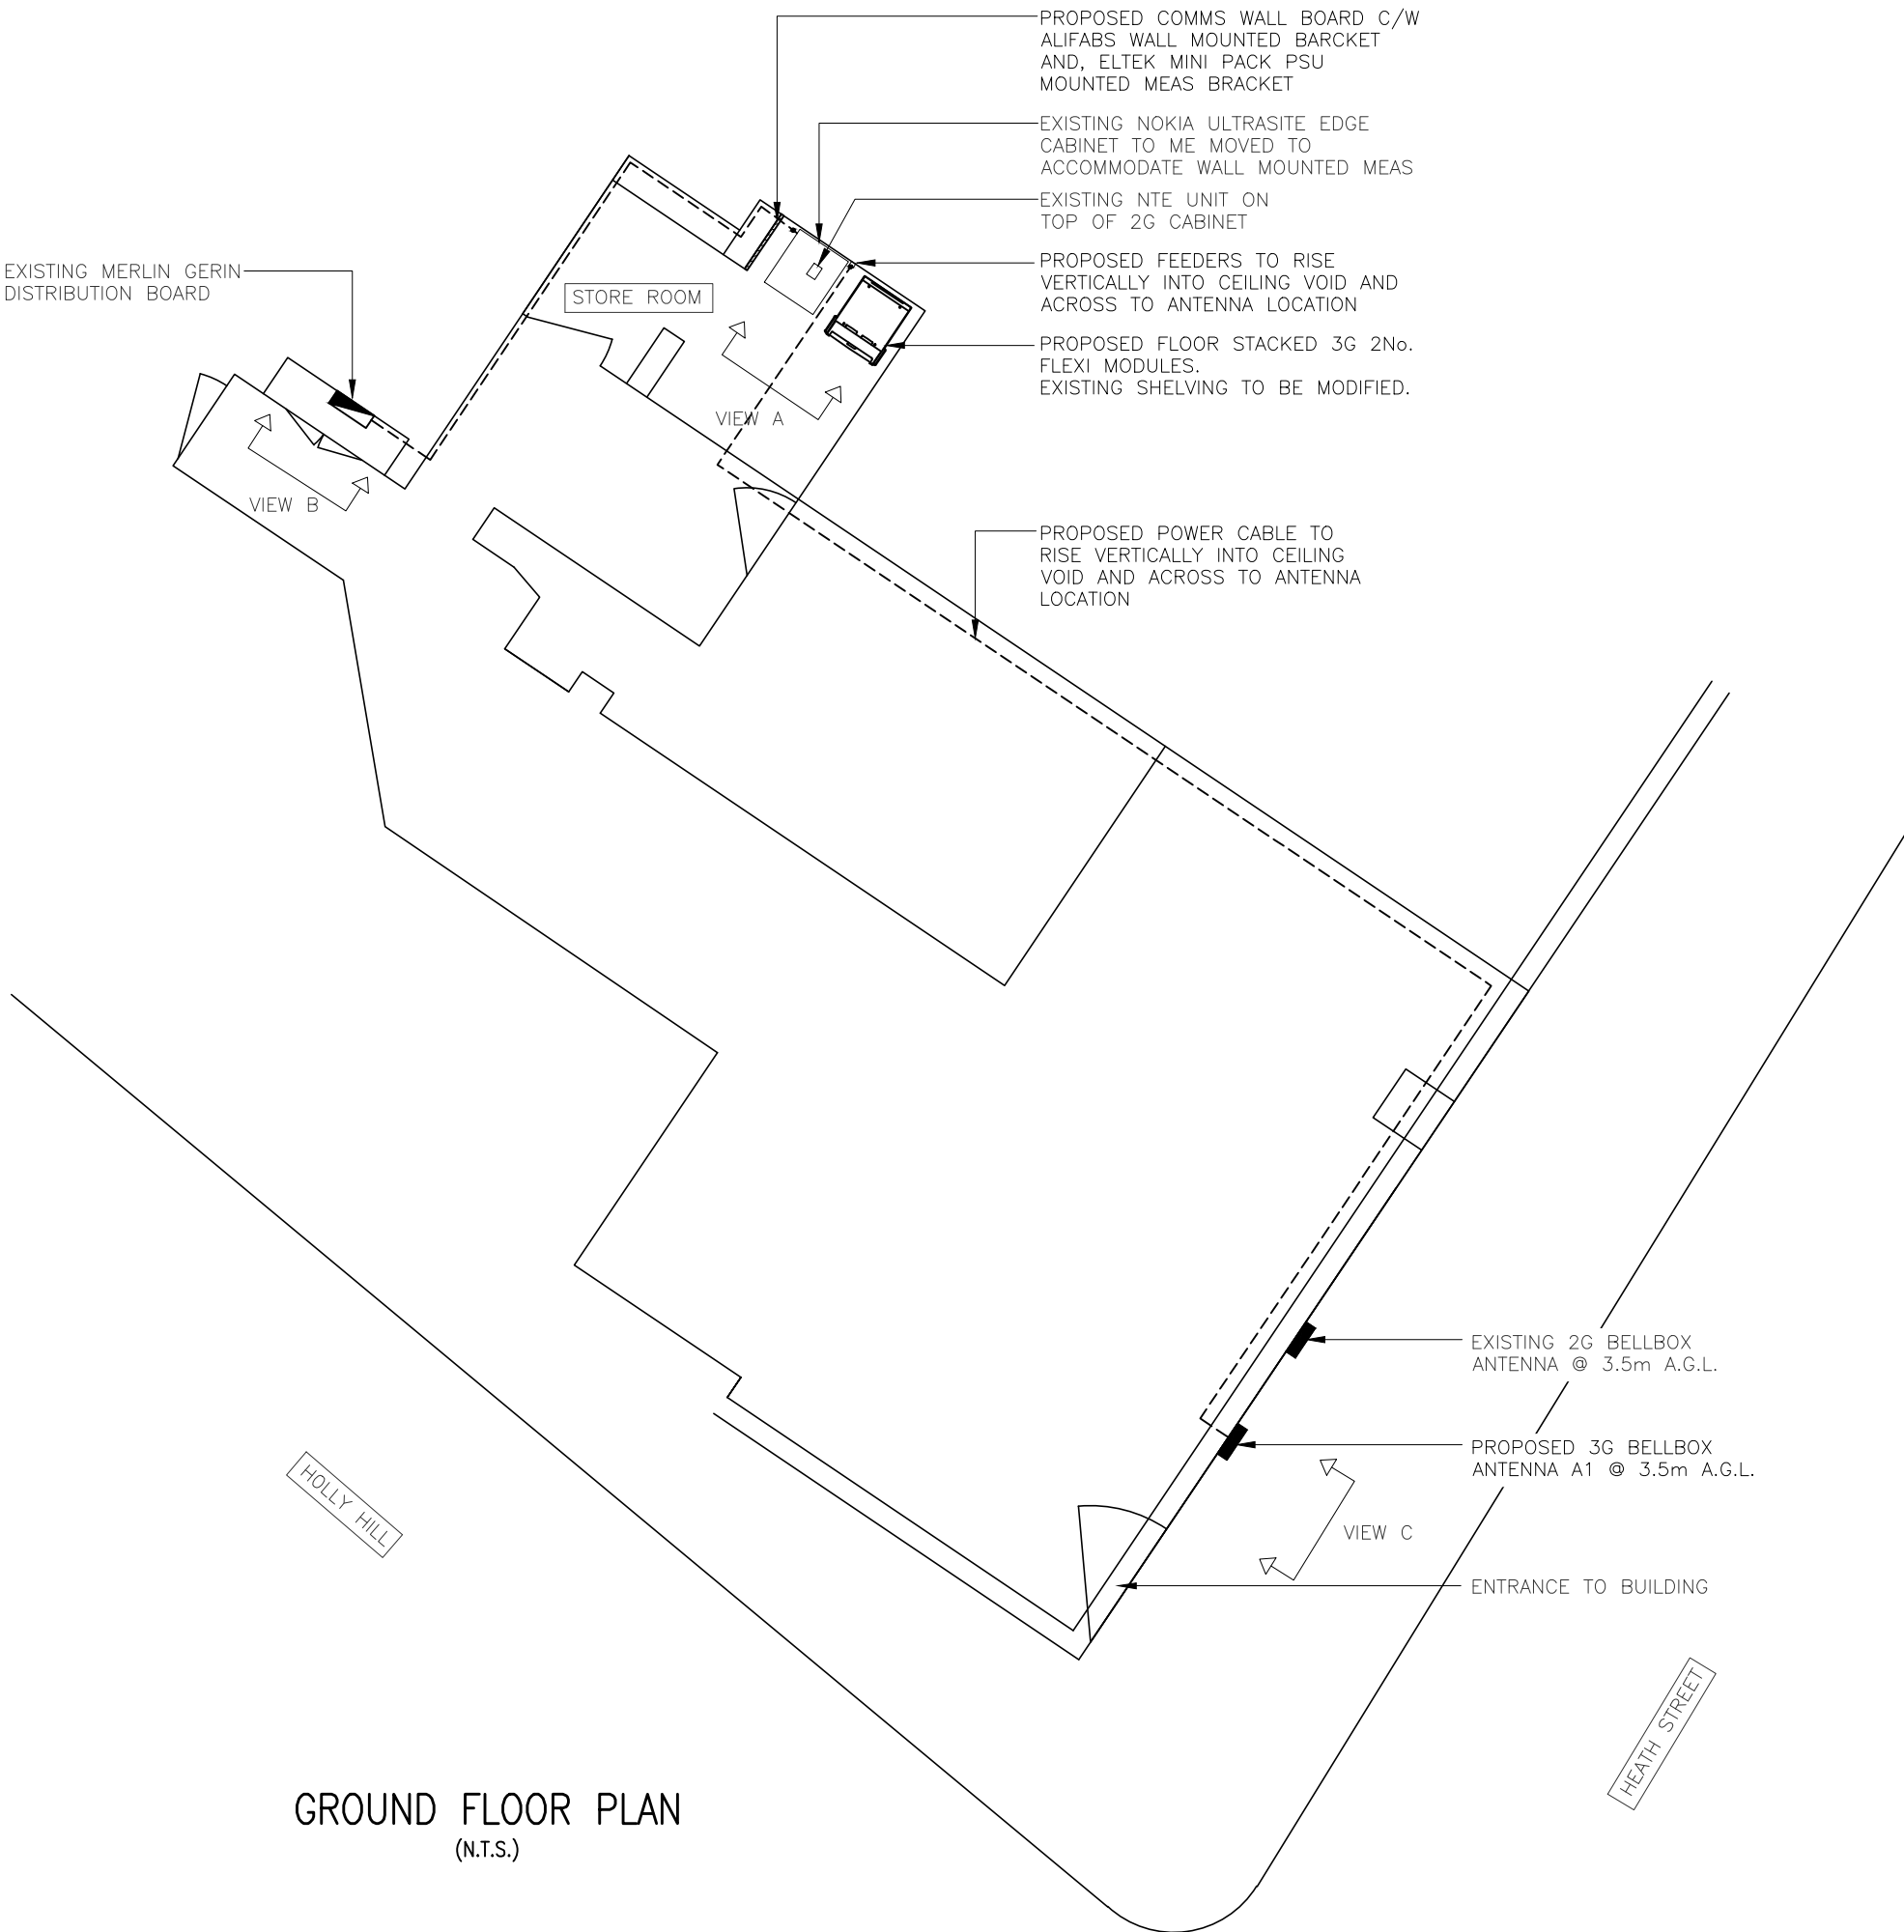 PROPOSED COMMS WALL BOARD C/W
ALIFABS WALL MOUNTED BARCKET
AND, ELTEK MINI PACK PSU
MOUNTED MEAS BRACKET
EXISTING NOKIA ULTRASITE EDGE
CABINET TO ME MOVED TO
ACCOMMODATE WALL MOUNTED MEAS
EXISTING NTE UNIT ON
TOP OF 2G CABINET
PROPOSED FEEDERS TO RISE
VERTICALLY INTO CEILING VOID AND
ACROSS TO ANTENNA LOCATION
EXISTING MERLIN GERIN
DISTRIBUTION BOARD
STORE ROOM
PROPOSED FLOOR STACKED 3G 2No.
FLEXI MODULES.
EXISTING SHELVING TO BE MODIFIED.
VIEW A
VIEW B
PROPOSED POWER CABLE TO
RISE VERTICALLY INTO CEILING
VOID AND ACROSS TO ANTENNA
LOCATION
EXISTING 2G BELLBOX
ANTENNA @ 3.5m A.G.L.
PROPOSED 3G BELLBOX
ANTENNA A1 @ 3.5m A.G.L.
HOLLY HILL
VIEW C
ENTRANCE TO BUILDING
HEATH STREET
GROUND FLOOR PLAN
(N.T.S.)